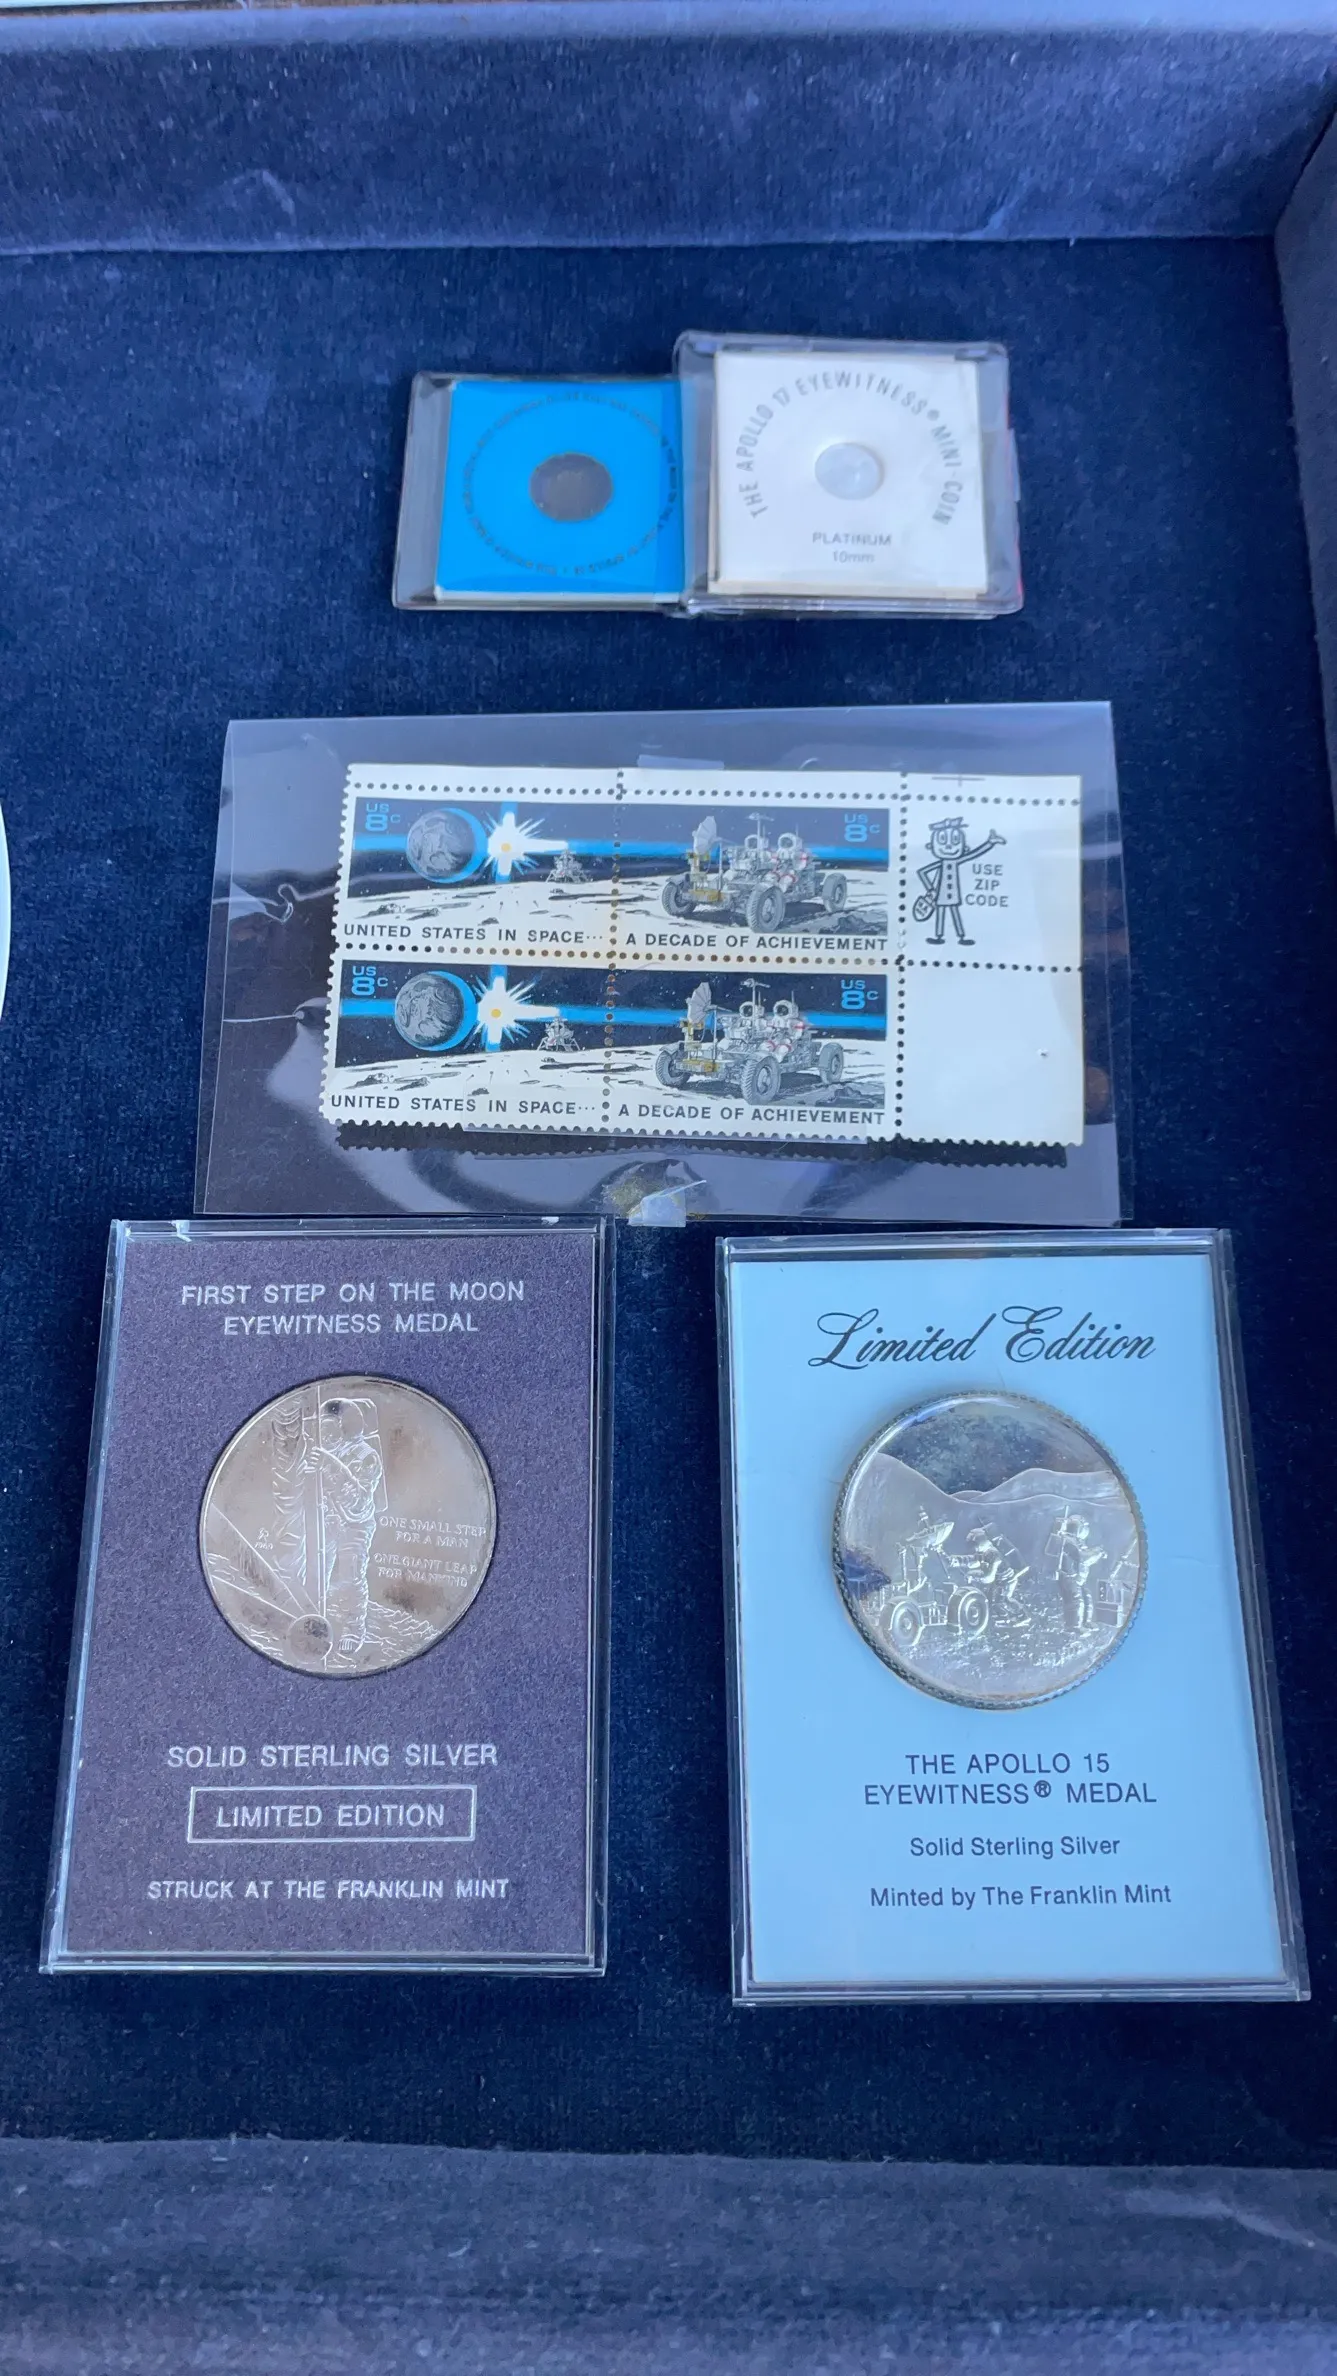 THE APOLLO 17 EYEWITNESS® MINI-COIN
PLATINUM
10mm
US
8c
US
8c
UNITED STATES IN SPACE...
A DECADE OF ACHIEVEMENT
USE
ZIP
CODE
US
8c
US
8c
UNITED STATES IN SPACE...
A DECADE OF ACHIEVEMENT
FIRST STEP ON THE MOON
EYEWITNESS MEDAL
1969
ONE SMALL STEP
FOR A MAN
ONE GIANT LEAP
FOR MANKIND
SOLID STERLING SILVER
LIMITED EDITION
STRUCK AT THE FRANKLIN MINT
Limited Edition
THE APOLLO 15
EYEWITNESS® MEDAL
Solid Sterling Silver
Minted by The Franklin Mint